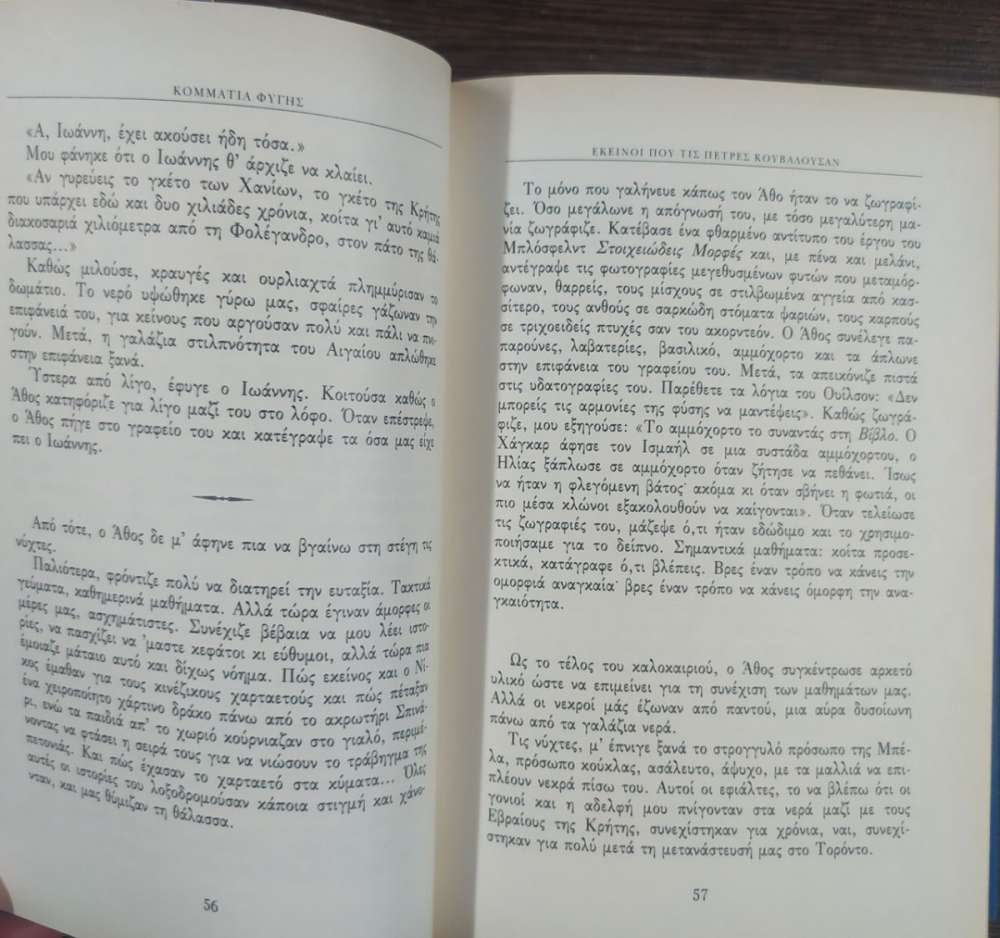 ΚΟΜΜΑΤΙΑ ΦΥΓΗΣ
«Α, Ιωάννη, έχει ακούσει ήδη τόσα.»
Μου φάνηκε ότι ο Ιωάννης θ' άρχιζε να κλαίει.
«Αν γυρεύεις το γκέτο των Χανίων, το γκέτο της Κρήτης
που υπάρχει εδώ και δυο χιλιάδες χρόνια, κοίτα γι' αυτό καμιά
διακοσαριά χιλιόμετρα από τη Φολέγανδρο, στον πάτο της θά-
λασσας...»
Καθώς μιλούσε, κραυγές και ουρλιαχτά πλημμύρισαν το
δωμάτιο. Το νερό υψώθηκε γύρω μας, σφαίρες γάζωναν την
επιφάνειά του, για κείνους που αργούσαν πολύ και πάλι να πνι-
γούν. Μετά, η γαλάζια στιλπνότητα του Αιγαίου απλώθηκε
στην επιφάνεια ξανά.
Ύστερα από λίγο, έφυγε ο Ιωάννης. Κοιτούσα καθώς ο
Άθος κατηφόριζε για λίγο μαζί του στο λόφο. Όταν επέστρεψε,
ο Άθος πήγε στο γραφείο του και κατέγραψε τα όσα μας είχε
πει ο Ιωάννης.
Από τότε, ο Άθος δε μ' άφηνε πια να βγαίνω στη στέγη τις
νύχτες.
Παλιότερα, φρόντιζε πολύ να διατηρεί την ευταξία. Τακτικά
γεύματα, καθημερινά μαθήματα. Αλλά τώρα έγιναν άμορφες οι
μέρες μας, ασχημάτιστες. Συνέχιζε βέβαια να μου λέει ιστο-
ρίες, να πασχίζει να 'μαστε κεφάτοι κι εύθυμοι, αλλά τώρα πια
έμοιαζε μάταιο αυτό και δίχως νόημα. Πώς εκείνος και ο Νί-
κος έμαθαν για τους κινέζικους χαρταετούς και πώς πέταξαν
ένα χειροποίητο χάρτινο δράκο πάνω από το ακρωτήρι Σπινά-
ρι, ενώ τα παιδιά απ' το χωριό κούρνιαζαν στο γιαλό, περιμέ-
νοντας να φτάσει η σειρά τους για να νιώσουν το τράβηγμα της
πετονιάς. Και πώς έχασαν το χαρταετό στα κύματα... Όλες
αυτές οι ιστορίες του λοξοδρομούσαν κάποια στιγμή και χάνο-
νταν, και μας θύμιζαν τη θάλασσα.
56
ΕΚΕΙΝΟΙ ΠΟΥ ΤΙΣ ΠΕΤΡΕΣ ΚΟΥΒΑΛΟΥΣΑΝ
Το μόνο που γαλήνευε κάπως τον Άθο ήταν το να ζωγραφί-
ζει. Όσο μεγάλωνε η απόγνωσή του, με τόσο μεγαλύτερη μα-
νία ζωγράφιζε. Κατέβασε ένα φθαρμένο αντίτυπο του έργου του
Μπλόσφελντ Στοιχειώδεις Μορφές και, με πένα και μελάνι,
αντέγραψε τις φωτογραφίες μεγεθυσμένων φυτών που μεταμόρ-
φωναν, θαρρείς, τους μίσχους σε στιλβωμένα αγγεία από κασ-
σίτερο, τους ανθούς σε σαρκώδη στόματα ψαριών, τους καρπούς
σε τριχοειδείς πτυχές σαν του ακορντεόν. Ο Άθος συνέλεγε πα-
παρούνες, λαβατερίες, βασιλικό, αμμόχορτο και τα άπλωνε
στην επιφάνεια του γραφείου του. Μετά, τα απεικόνιζε πιστά
στις υδατογραφίες του. Παρέθετε τα λόγια του Ουίλσον: «Δεν
μπορείς τις αρμονίες της φύσης να μαντέψεις». Καθώς ζωγρά-
φιζε, μου εξηγούσε: «Το αμμόχορτο το συναντάς στη Βίβλο. Ο
Χάγκαρ άφησε τον Ισμαήλ σε μια συστάδα αμμόχορτου, ο
Ηλίας ξάπλωσε σε αμμόχορτο όταν ζήτησε να πεθάνει. Ίσως
να ήταν η φλεγόμενη βάτος· ακόμα κι όταν σβήνει η φωτιά, οι
πιο μέσα κλώνοι εξακολουθούν να καίγονται». Όταν τελείωσε
τις ζωγραφιές του, μάζεψε ό,τι ήταν εδώδιμο και το χρησιμο-
ποιήσαμε για το δείπνο. Σημαντικά μαθήματα: κοίτα προσε-
κτικά, κατάγραφε ό,τι βλέπεις. Βρες έναν τρόπο να κάνεις την
ομορφιά αναγκαία· βρες έναν τρόπο να κάνεις όμορφη την ανα-
γκαιότητα.
Ως το τέλος του καλοκαιριού, ο Άθος συγκέντρωσε αρκετό
υλικό ώστε να επιμείνει για τη συνέχιση των μαθημάτων μας.
Αλλά οι νεκροί μάς έζωναν από παντού, μια αύρα δυσοίωνη
πάνω από τα γαλάζια νερά.
Τις νύχτες, μ' έπνιγε ξανά το στρογγυλό πρόσωπο της Μπέ-
λα, πρόσωπο κούκλας, ασάλευτο, άψυχο, με τα μαλλιά να επι-
πλέουν νεκρά πίσω του. Αυτοί οι εφιάλτες, το να βλέπω ότι οι
γονιοί και η αδελφή μου πνίγονταν στα νερά μαζί με τους
Εβραίους της Κρήτης, συνεχίστηκαν για χρόνια, ναι, συνεχί-
στηκαν για πολύ μετά τη μετανάστευσή μας στο Τορόντο.
57